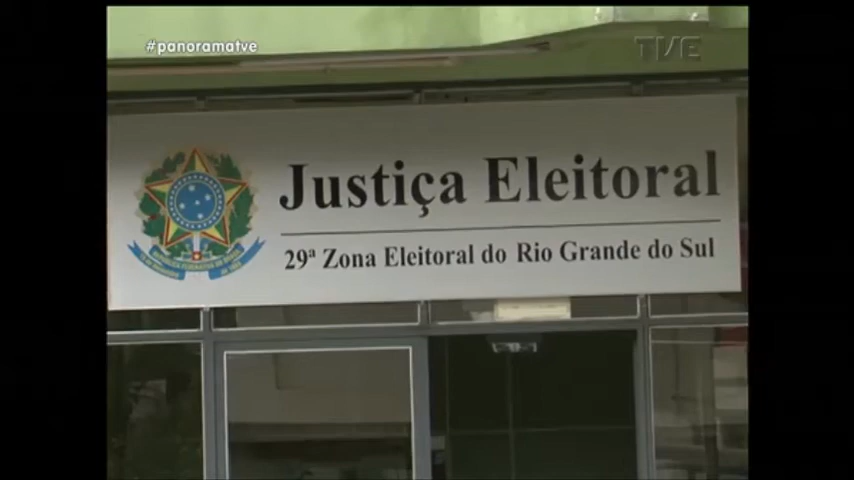 #panoramatve
TVE
Justiça Eleitoral
29ª Zona Eleitoral do Rio Grande do Sul